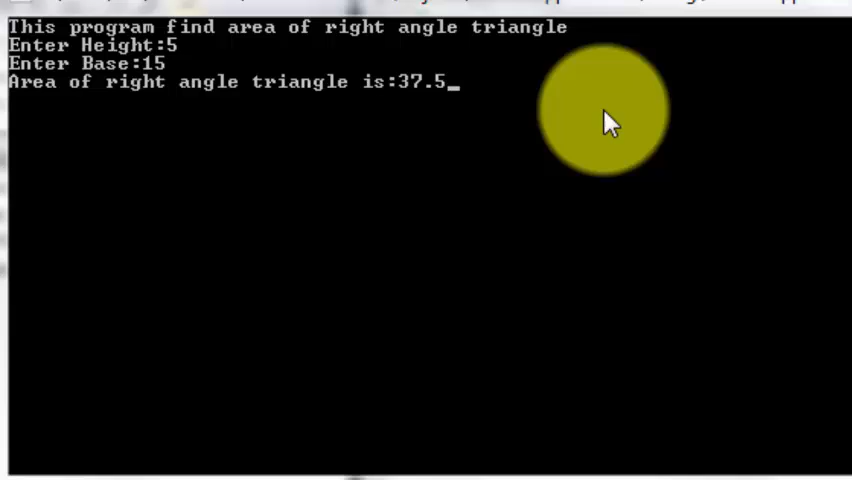 This program find area of right angle triangle
Enter Height:5
Enter Base:15
Area of right angle triangle is:37.5_